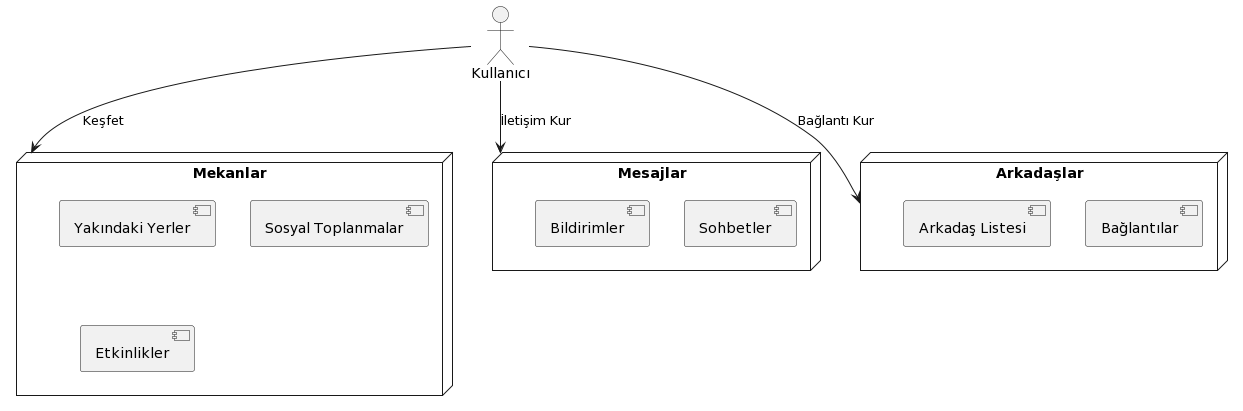 Kullanıcı
Keşfet
İletişim Kur
Bağlantı Kur
Mekanlar
Yakındaki Yerler
Sosyal Toplanmalar
Etkinlikler
Mesajlar
Bildirimler
Sohbetler
Arkadaşlar
Arkadaş Listesi
Bağlantılar